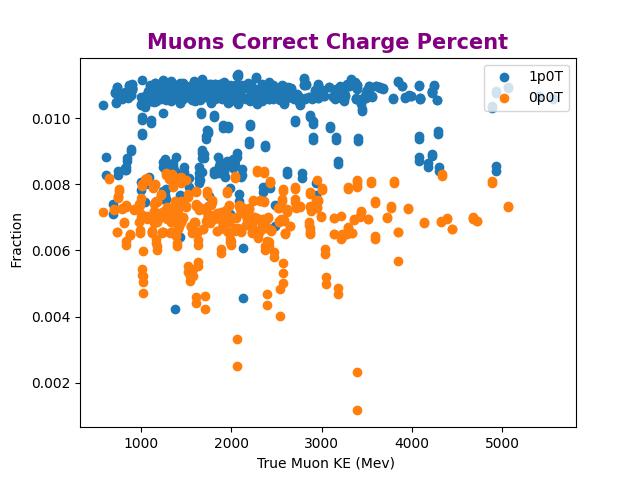 Muons Correct Charge Percent
1p0T
0p0T
0.010
0.008
0.006
0.004
0.002
Fraction
1000 2000 3000 4000 5000
True Muon KE (Mev)